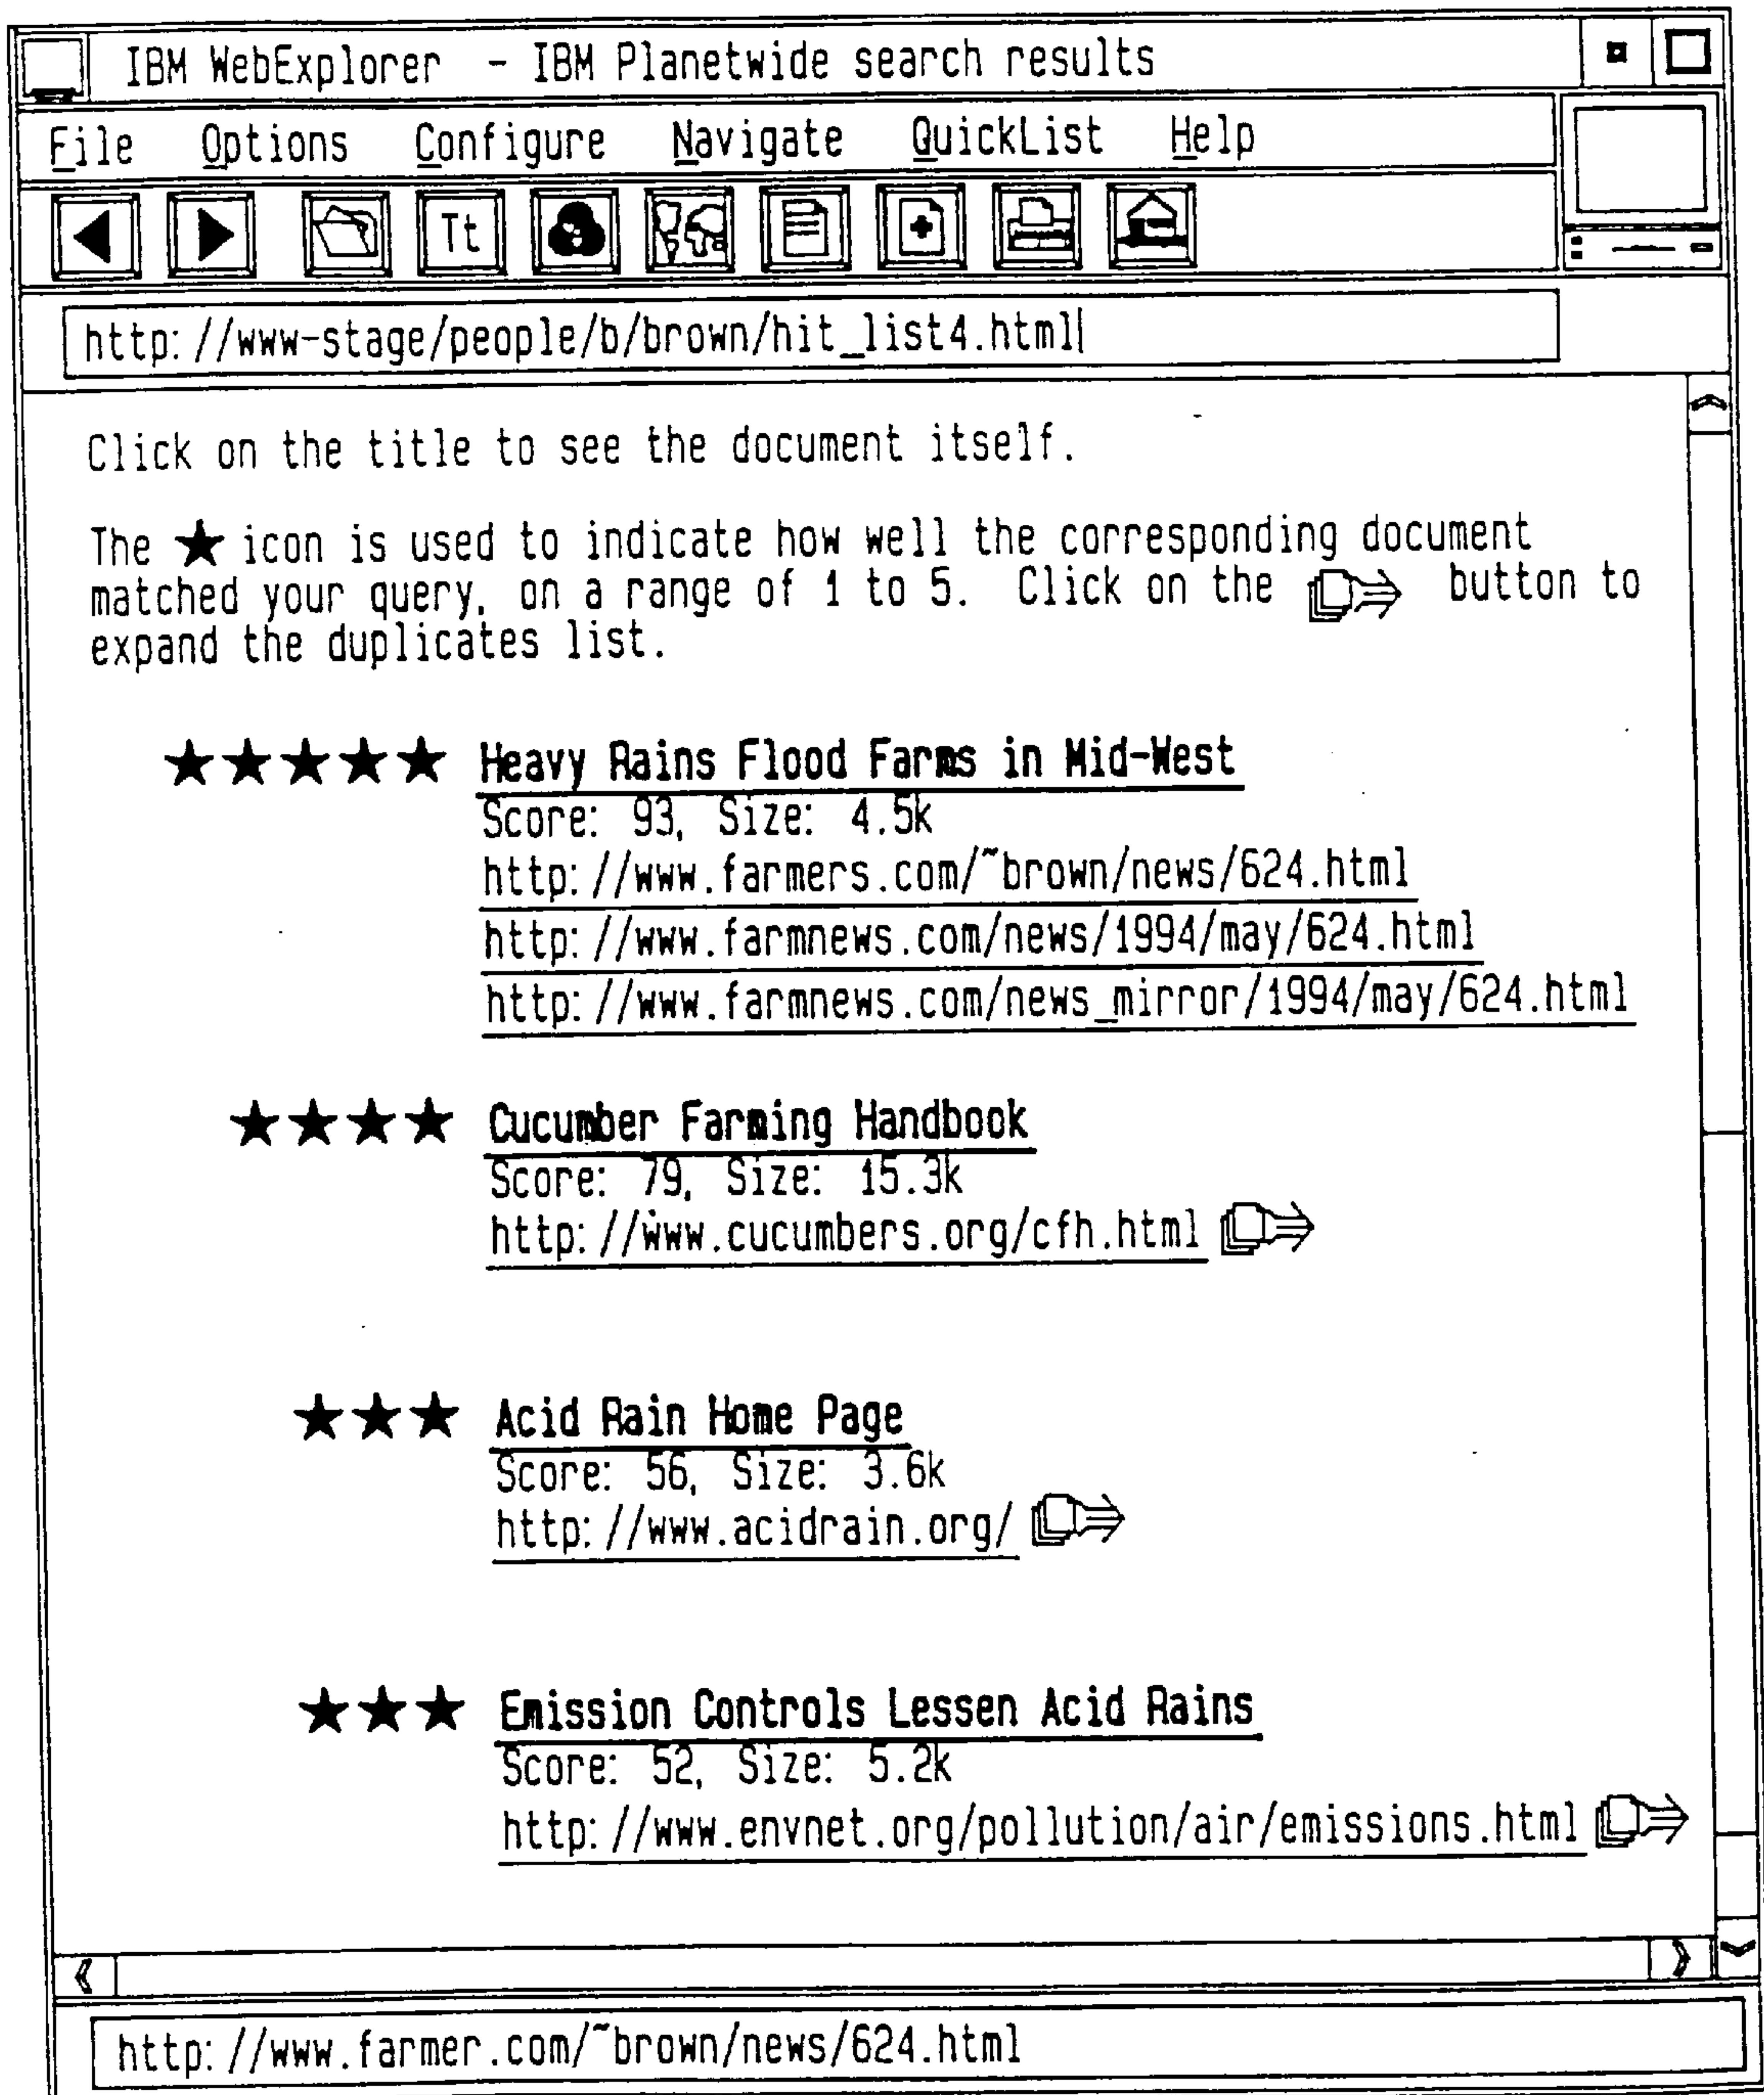 IBM WebExplorer - IBM Planetwide search results
File Options Configure Navigate QuickList Help
Tt
http://www-stage/people/b/brown/hit_list4.html
Click on the title to see the document itself.
The ★ icon is used to indicate how well the corresponding document
matched your query, on a range of 1 to 5. Click on the button to
expand the duplicates list.
★★★★★ Heavy Rains Flood Farms in Mid-West
Score: 93, Size: 4.5k
http://www.farmers.com/~brown/news/624.html
http://www.farmnews.com/news/1994/may/624.html
http://www.farmnews.com/news_mirror/1994/may/624.html
★★★★ Cucumber Farming Handbook
Score: 79, Size: 15.3k
http://www.cucumbers.org/cfh.html
★★★ Acid Rain Home Page
Score: 56, Size: 3.6k
http://www.acidrain.org/
★★★ Emission Controls Lessen Acid Rains
Score: 52, Size: 5.2k
http://www.envnet.org/pollution/air/emissions.html
http://www.farmer.com/~brown/news/624.html